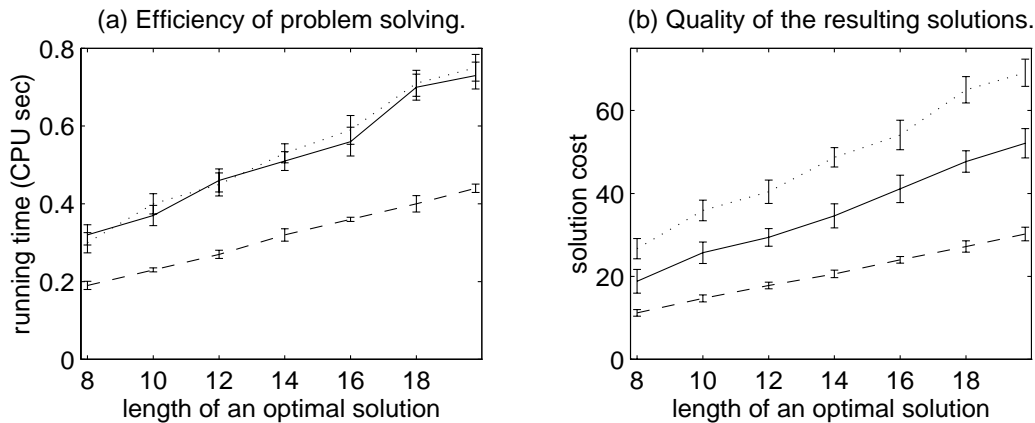 (a) Efficiency of problem solving.
running time (CPU sec)
0.8
0.6
0.4
0.2
0
8 10 12 14 16 18
length of an optimal solution
(b) Quality of the resulting solutions.
solution cost
60
40
20
0
8 10 12 14 16 18
length of an optimal solution